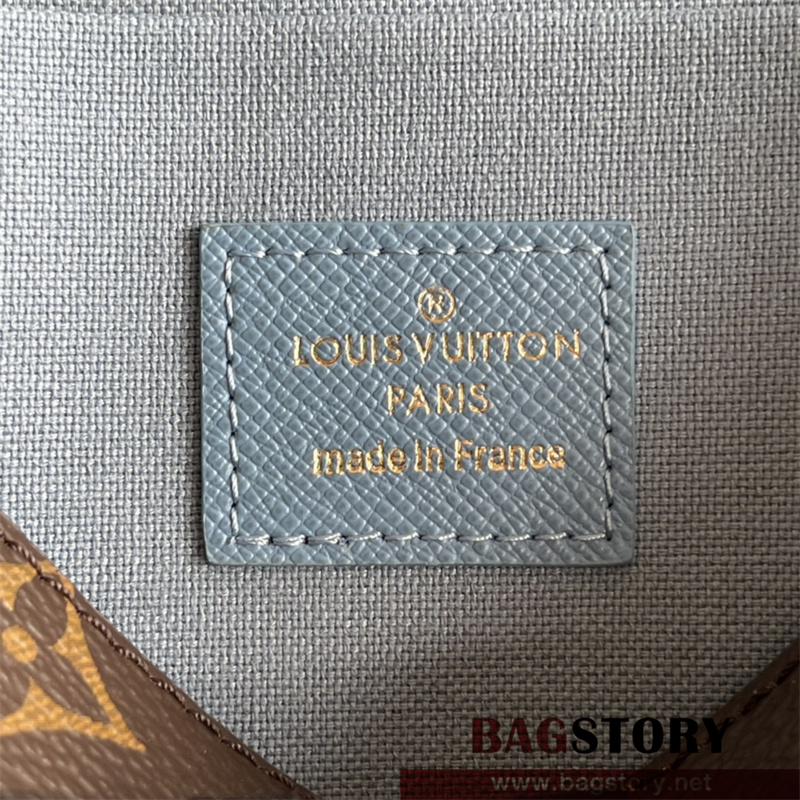 ®
LOUIS VUITTON
PARIS
made in France
BAGSTORY
www.bagstory.net